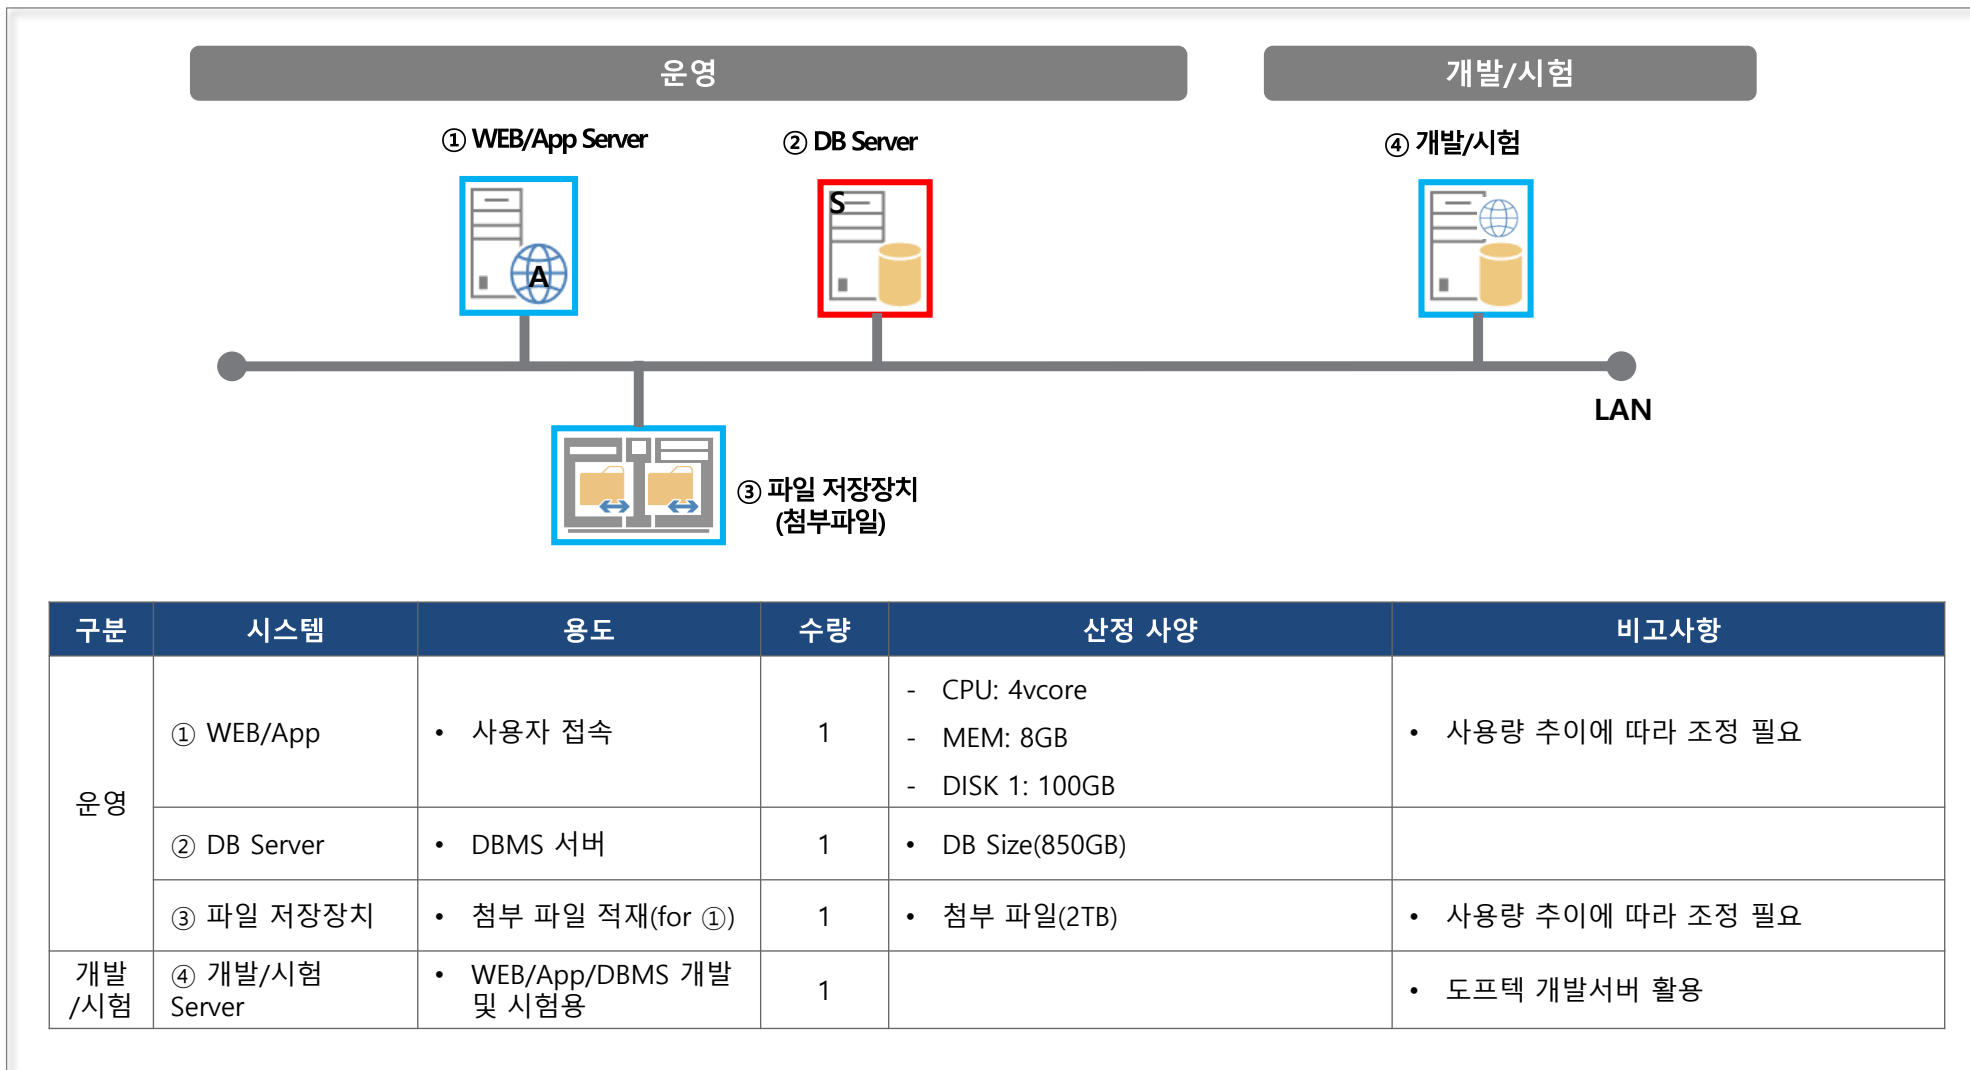 운영
개발/시험
① WEB/App Server
② DB Server
④ 개발/시험
A
S
LAN
③ 파일 저장장치
(첨부파일)
구분 시스템 용도 수량 산정 사양 비고사항
운영
① WEB/App
• 사용자 접속
1
- CPU: 4vcore
- MEM: 8GB
- DISK 1: 100GB
• 사용량 추이에 따라 조정 필요
② DB Server
• DBMS 서버
1
• DB Size(850GB)
③ 파일 저장장치
• 첨부 파일 적재(for ①)
1
• 첨부 파일(2TB)
• 사용량 추이에 따라 조정 필요
개발
/시험
④ 개발/시험
Server
• WEB/App/DBMS 개발
및 시험용
1
• 도프텍 개발서버 활용